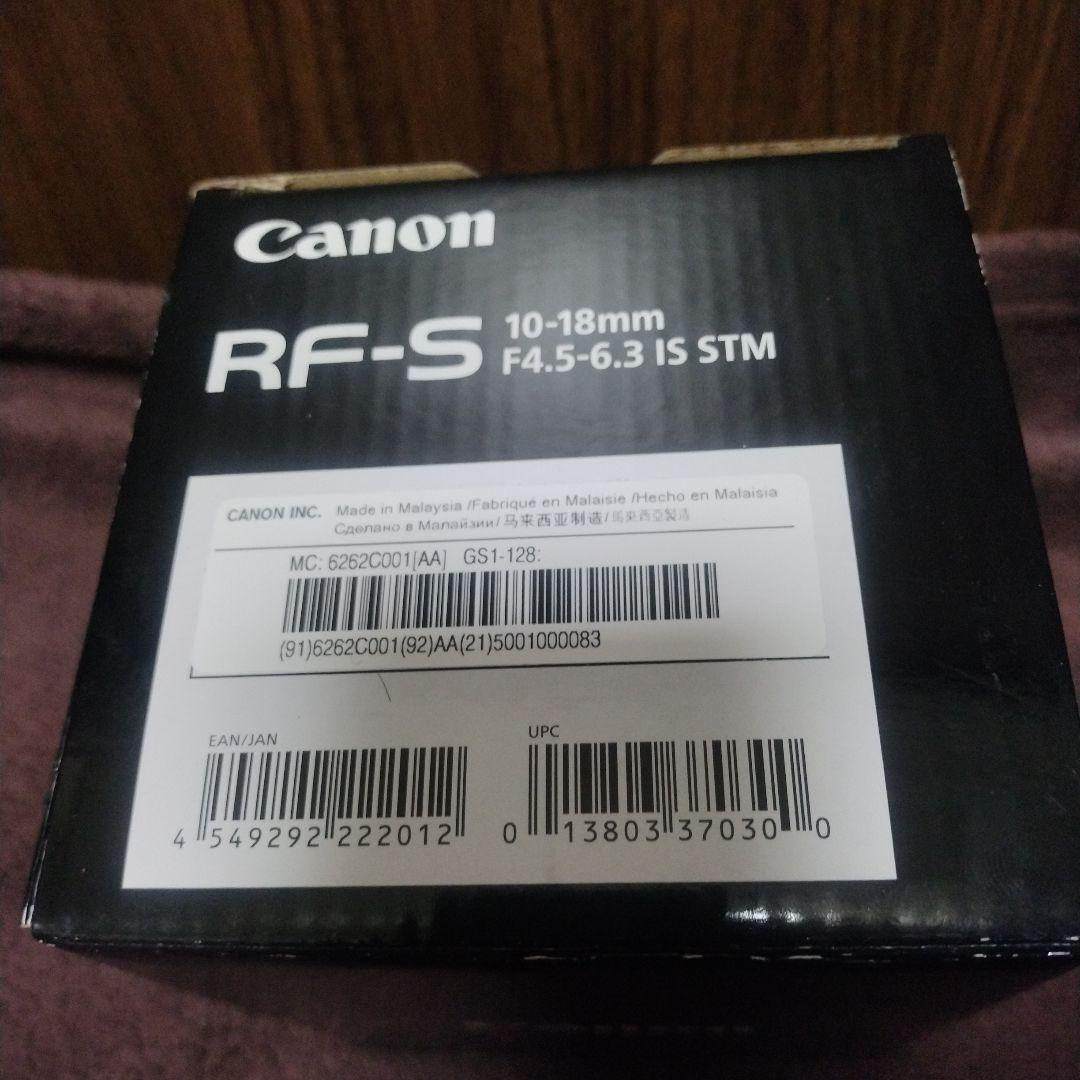 Canon
RF-S 10-18mm
F4.5-6.3 IS STM
CANON INC. Made in Malaysia /Fabriqué en Malaisie /Hecho en Malaisia
Сделано в Малайзии/马来西亚制造/馬來西亞製造
MC: 6262C001[AA] GS1-128:
(91)6262C001(92)AA(21)5001000083
EAN/JAN
4 549292 222012
UPC
0 13803 37030 0